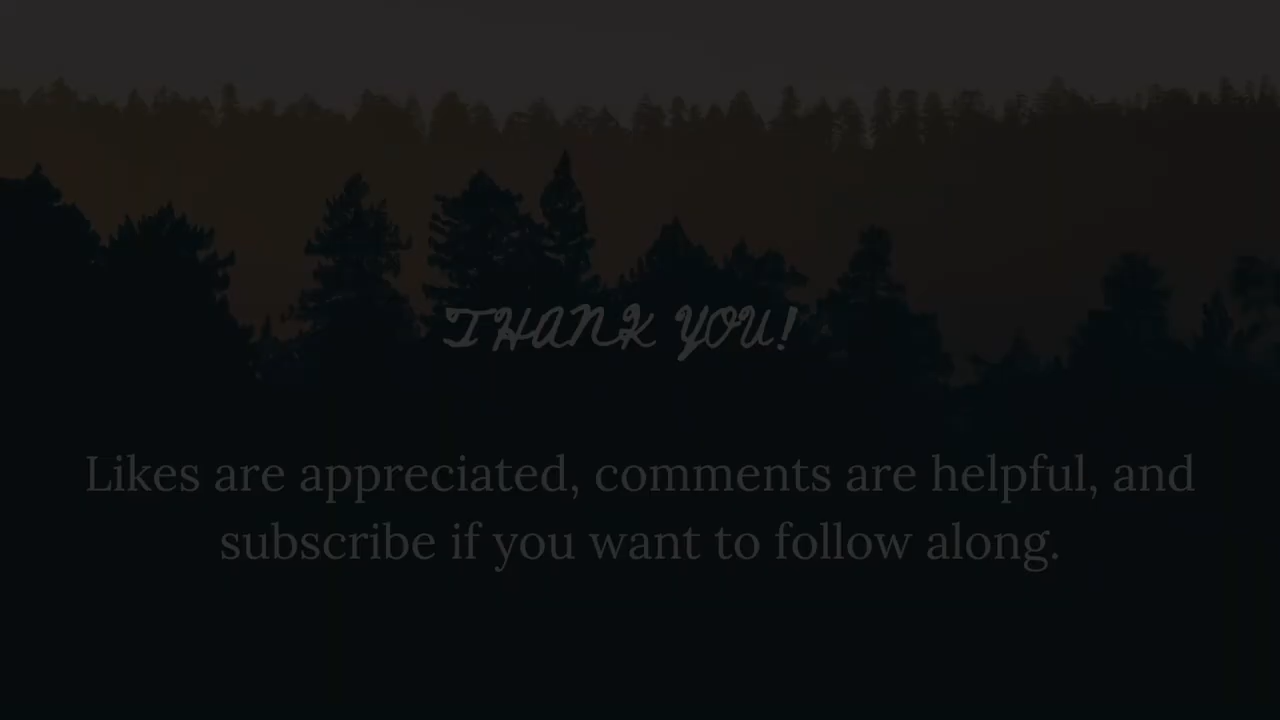 THANK YOU!
Likes are appreciated, comments are helpful, and
subscribe if you want to follow along.